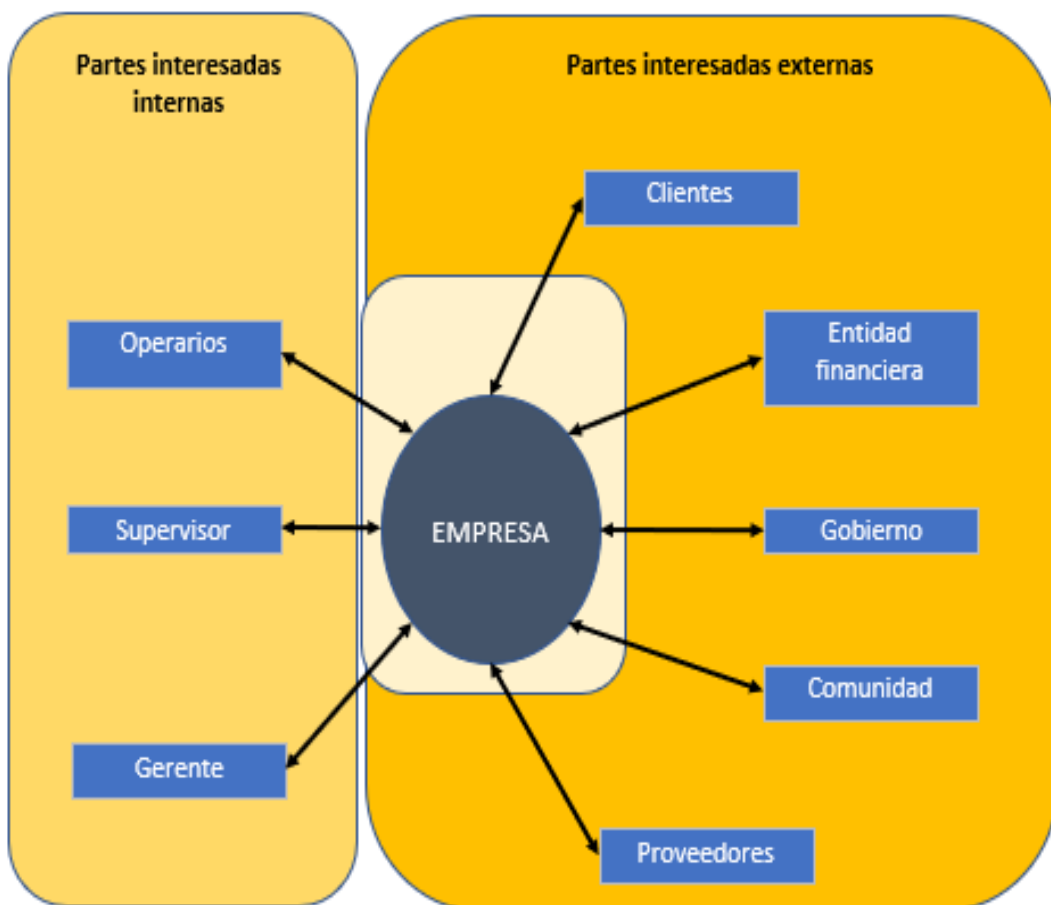 Partes interesadas
internas
Partes interesadas externas
Clientes
Operarios
Entidad
financiera
Supervisor
EMPRESA
Gobierno
Comunidad
Gerente
Proveedores